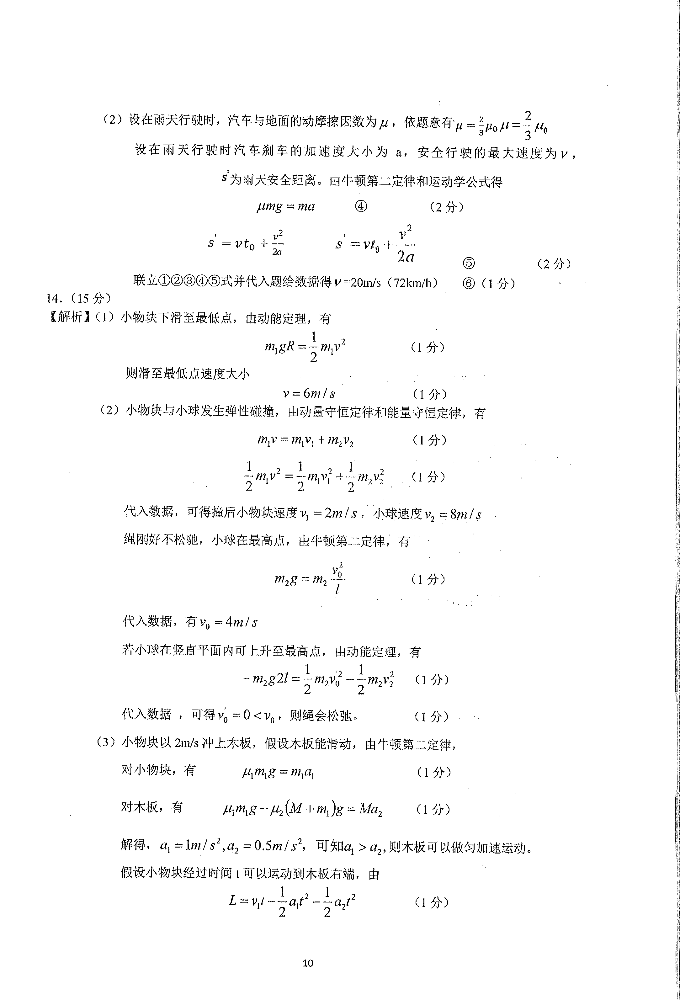 （2）设在雨天行驶时，汽车与地面的动摩擦因数为μ，依题意有μ = 2/3 μ₀ μ = 2/3 μ₀
设在雨天行驶时汽车刹车的加速度大小为 a，安全行驶的最大速度为v，
s'为雨天安全距离。由牛顿第二定律和运动学公式得
μmg = ma ④ （2 分）
s' = vt₀ + v²/2a s' = vt₀ + v²/2a ⑤ （2 分）
联立①②③④⑤式并代入题给数据得v=20m/s（72km/h） ⑥（1 分）
14.（15 分）
【解析】（1）小物块下滑至最低点，由动能定理，有
m₁gR = 1/2 m₁v² （1 分）
则滑至最低点速度大小
v = 6m / s （1 分）
（2）小物块与小球发生弹性碰撞，由动量守恒定律和能量守恒定律，有
m₁v = m₁v₁ + m₂v₂ （1 分）
1/2 m₁v² = 1/2 m₁v₁² + 1/2 m₂v₂² （1 分）
代入数据，可得撞后小物块速度v₁ = 2m / s，小球速度v₂ = 8m / s
绳刚好不松驰，小球在最高点，由牛顿第二定律，有
m₂g = m₂ v₀²/l （1 分）
代入数据，有v₀ = 4m / s
若小球在竖直平面内可上升至最高点，由动能定理，有
－m₂g2l = 1/2 m₂v₀'² － 1/2 m₂v₂² （1 分）
代入数据 ，可得v₀' = 0 < v₀，则绳会松弛。 （1 分）
（3）小物块以 2m/s 冲上木板，假设木板能滑动，由牛顿第二定律，
对小物块，有 μ₁m₁g = m₁a₁ （1 分）
对木板，有 μ₁m₁g－μ₂(M + m₁)g = Ma₂ （1 分）
解得，a₁ = 1m / s², a₂ = 0.5m / s²，可知a₁ > a₂, 则木板可以做匀加速运动。
假设小物块经过时间 t 可以运动到木板右端，由
L = v₁t － 1/2 a₁t² － 1/2 a₂t² （1 分）
10